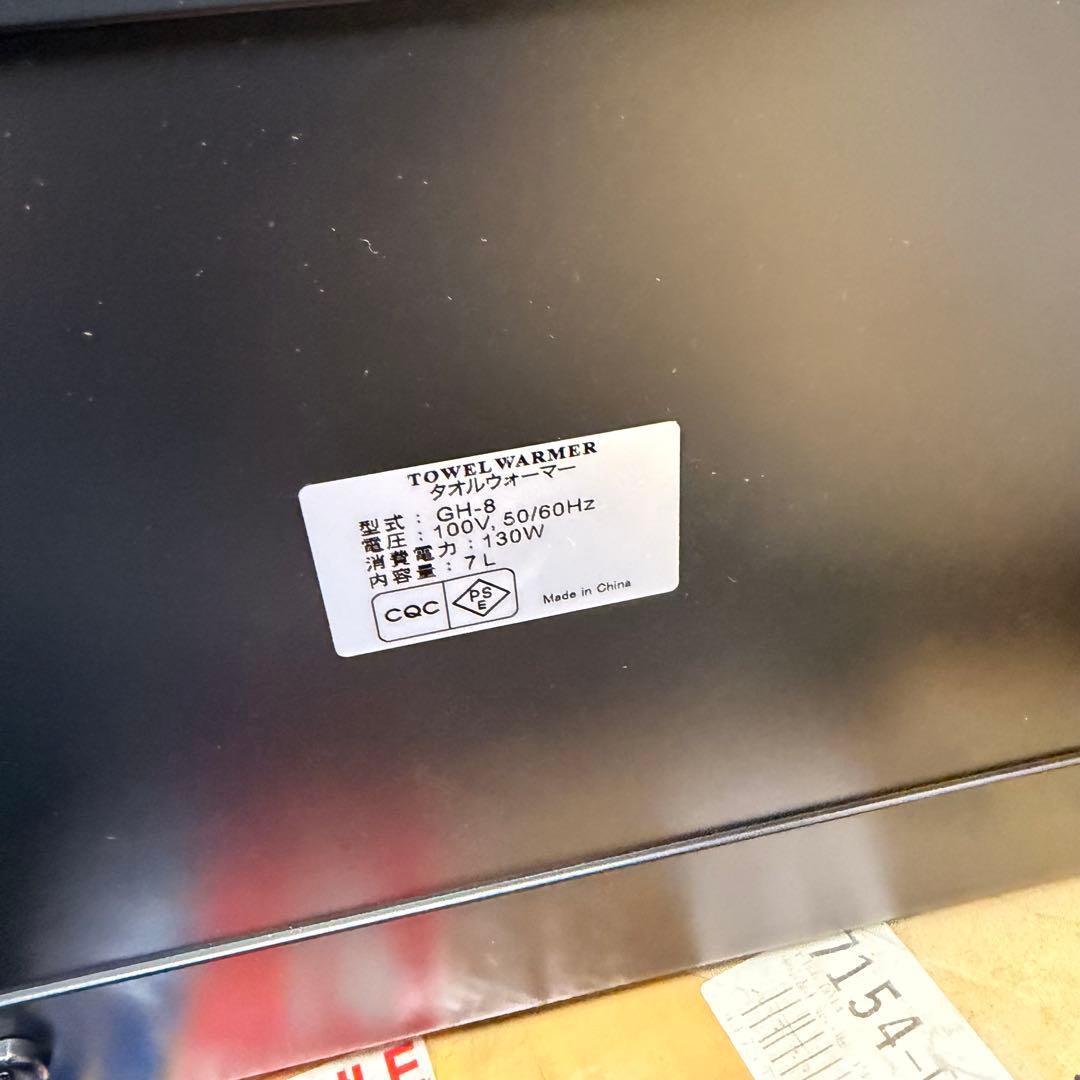 TOWEL WARMER
タオルウォーマー
型式：GH-8
電圧：100V, 50/60Hz
消費電力：130W
内容量：7L
CQC
PS
E
Made in China
7154-